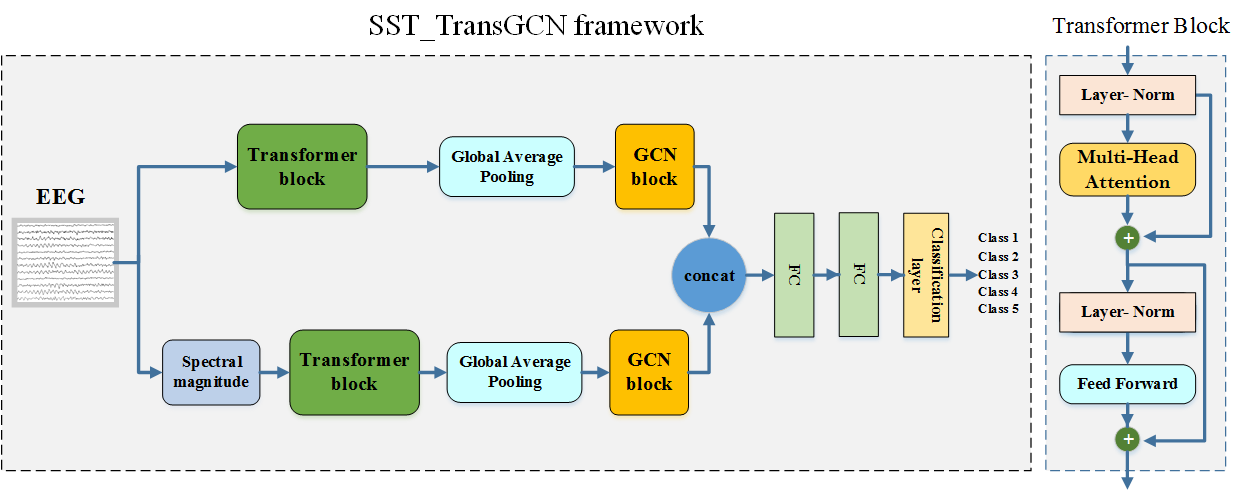 SST_TransGCN framework
Transformer Block
EEG
Transformer
block
Global Average
Pooling
GCN
block
Spectral
magnitude
Transformer
block
Global Average
Pooling
GCN
block
concat
FC
FC
Classification
layer
Class 1
Class 2
Class 3
Class 4
Class 5
Layer- Norm
Multi-Head
Attention
+
Layer- Norm
Feed Forward
+